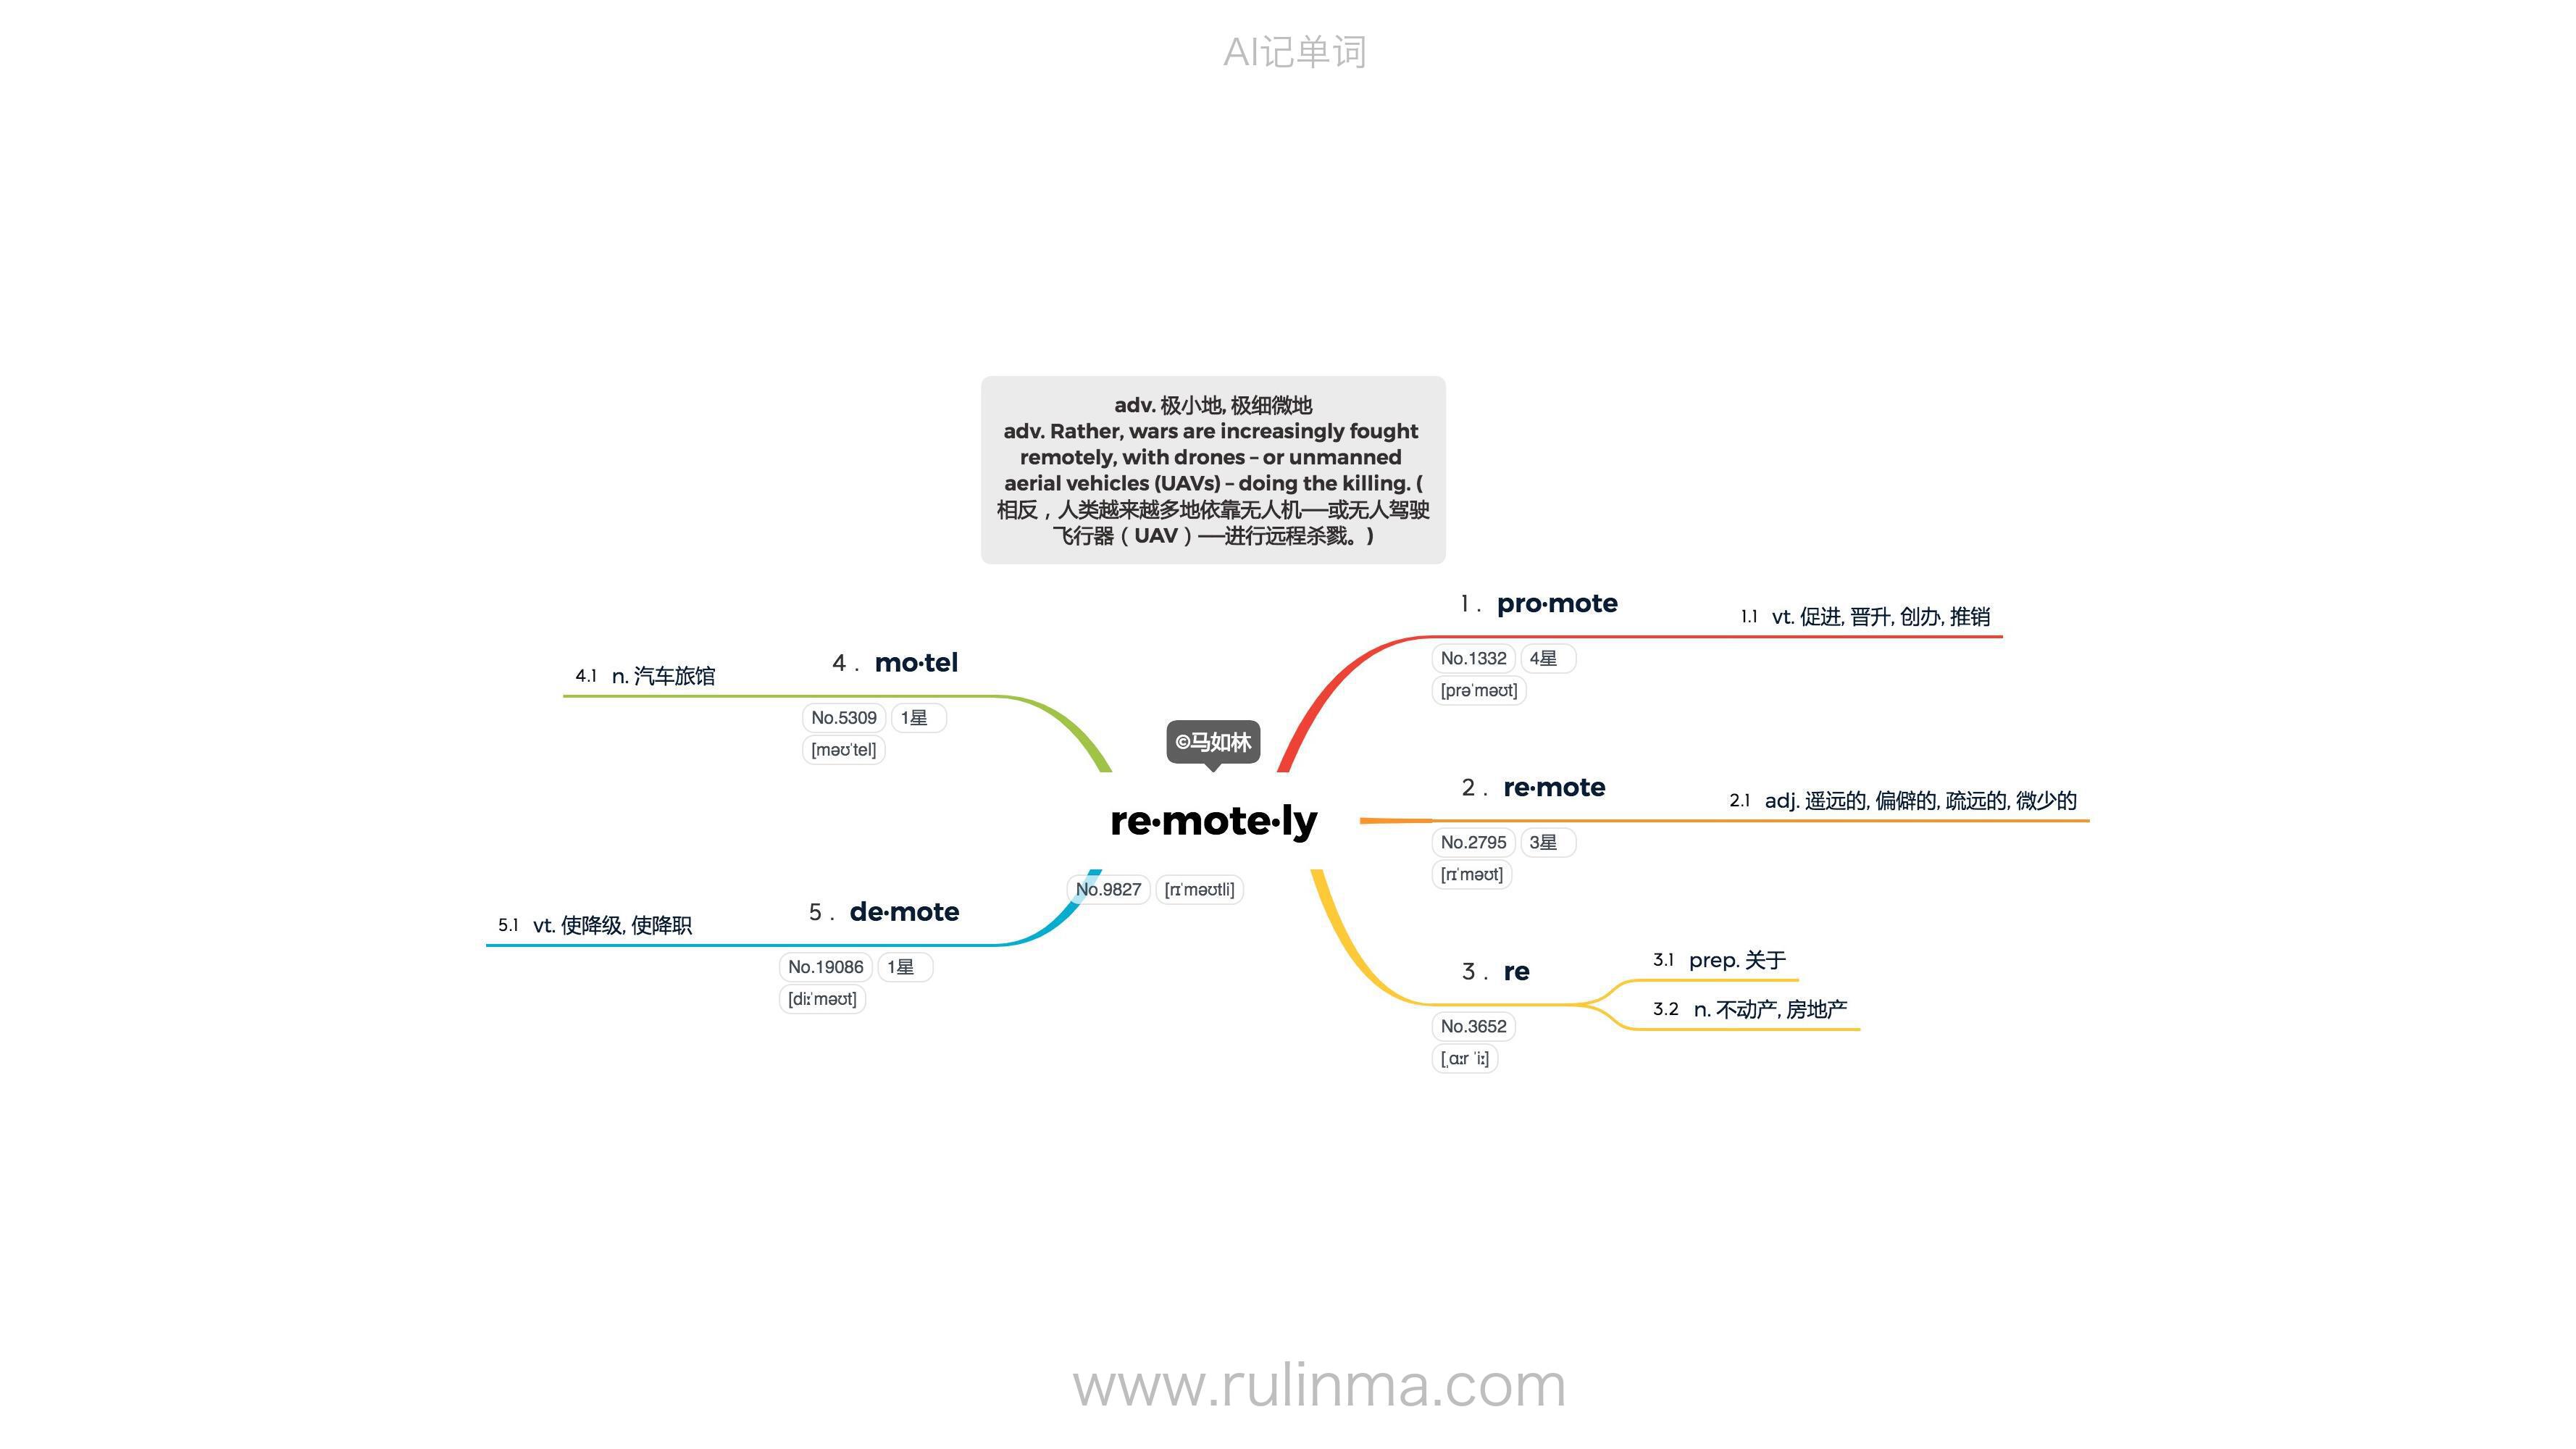 AI记单词
adv. 极小地, 极细微地
adv. Rather, wars are increasingly fought
remotely, with drones – or unmanned
aerial vehicles (UAVs) – doing the killing. (
相反，人类越来越多地依靠无人机——或无人驾驶
飞行器（UAV）——进行远程杀戮。)
©马如林
re·mote·ly
No.9827 [rɪˈməʊtli]
1 . pro·mote
No.1332 4星
[prəˈməʊt]
1.1 vt. 促进, 晋升, 创办, 推销
2 . re·mote
No.2795 3星
[rɪˈməʊt]
2.1 adj. 遥远的, 偏僻的, 疏远的, 微少的
3 . re
No.3652
[ˌɑːr ˈiː]
3.1 prep. 关于
3.2 n. 不动产, 房地产
4 . mo·tel
No.5309 1星
[məʊˈtel]
4.1 n. 汽车旅馆
5 . de·mote
No.19086 1星
[diːˈməʊt]
5.1 vt. 使降级, 使降职
www.rulinma.com